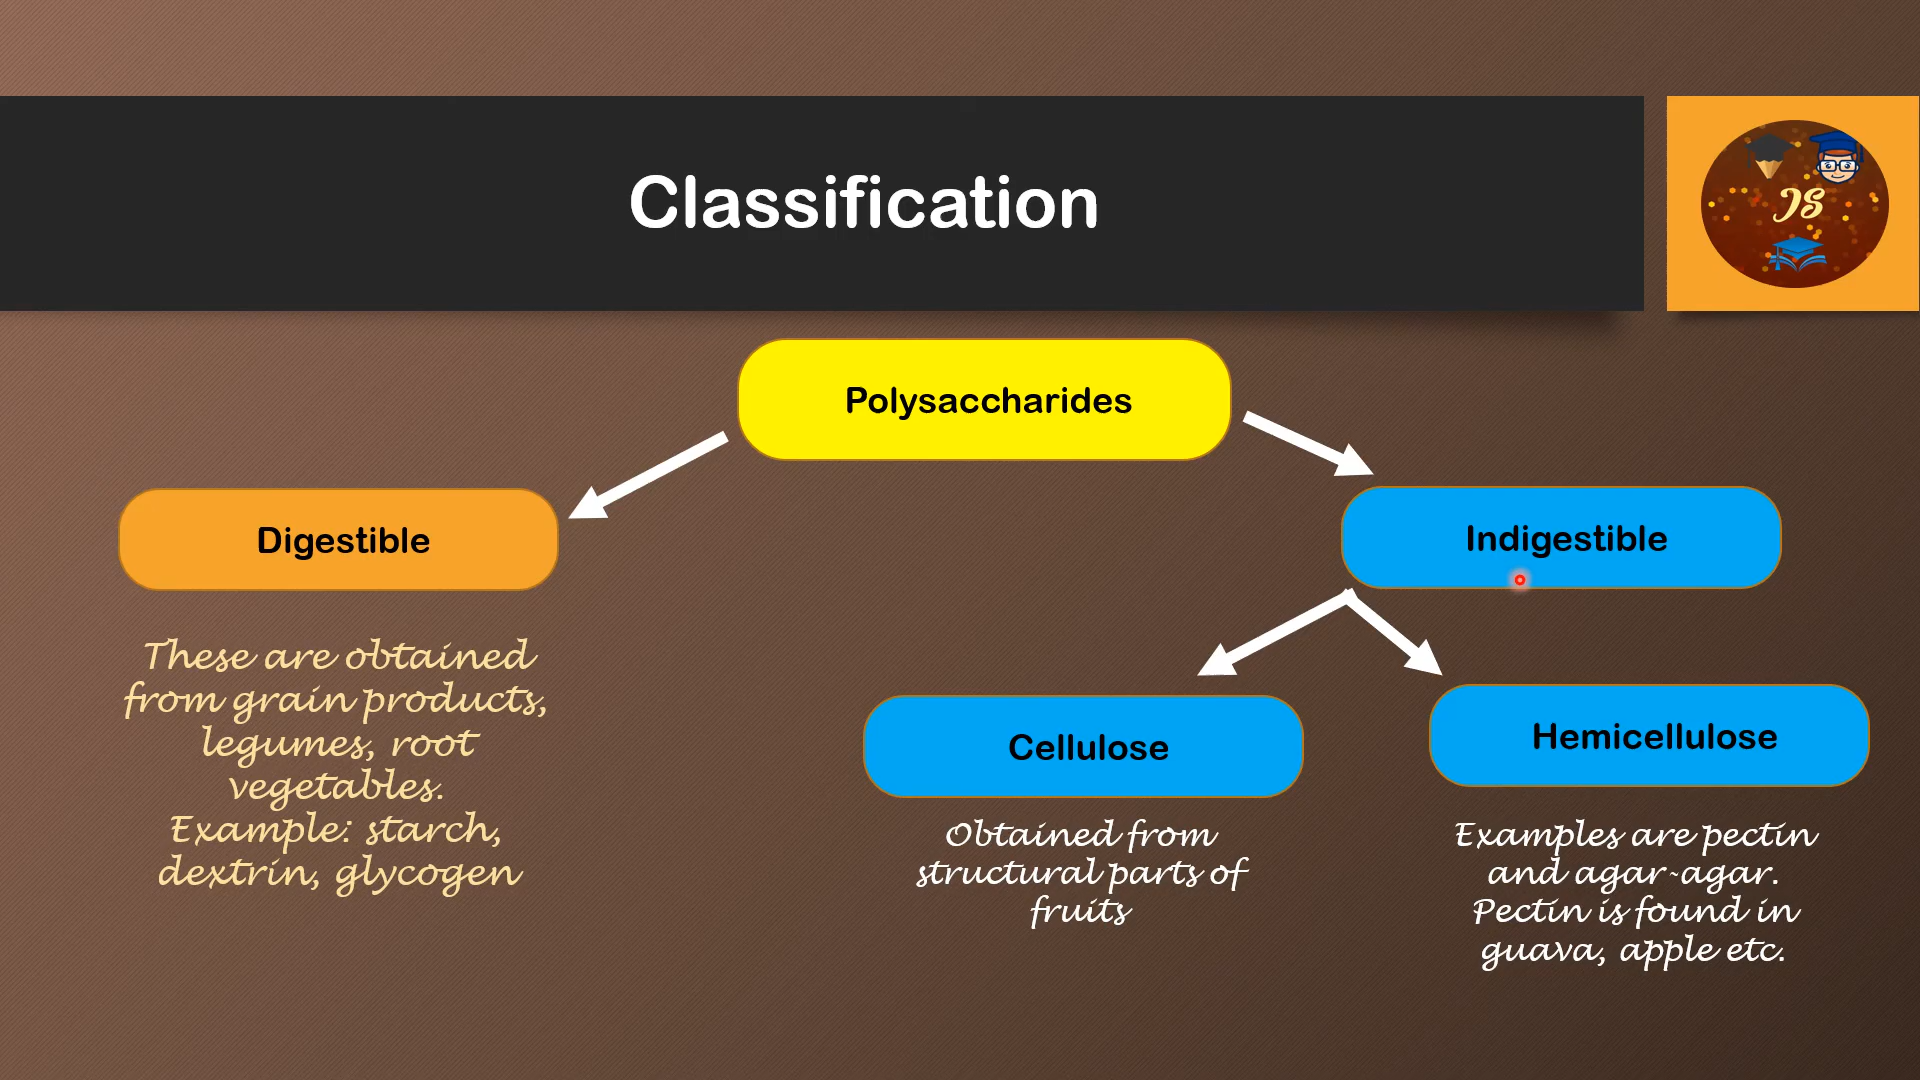 Classification
JS
Polysaccharides
Digestible
Indigestible
These are obtained
from grain products,
legumes, root
vegetables.
Example: starch,
dextrin, glycogen
Cellulose
Hemicellulose
Obtained from
structural parts of
fruits
Examples are pectin
and agar-agar.
Pectin is found in
guava, apple etc.